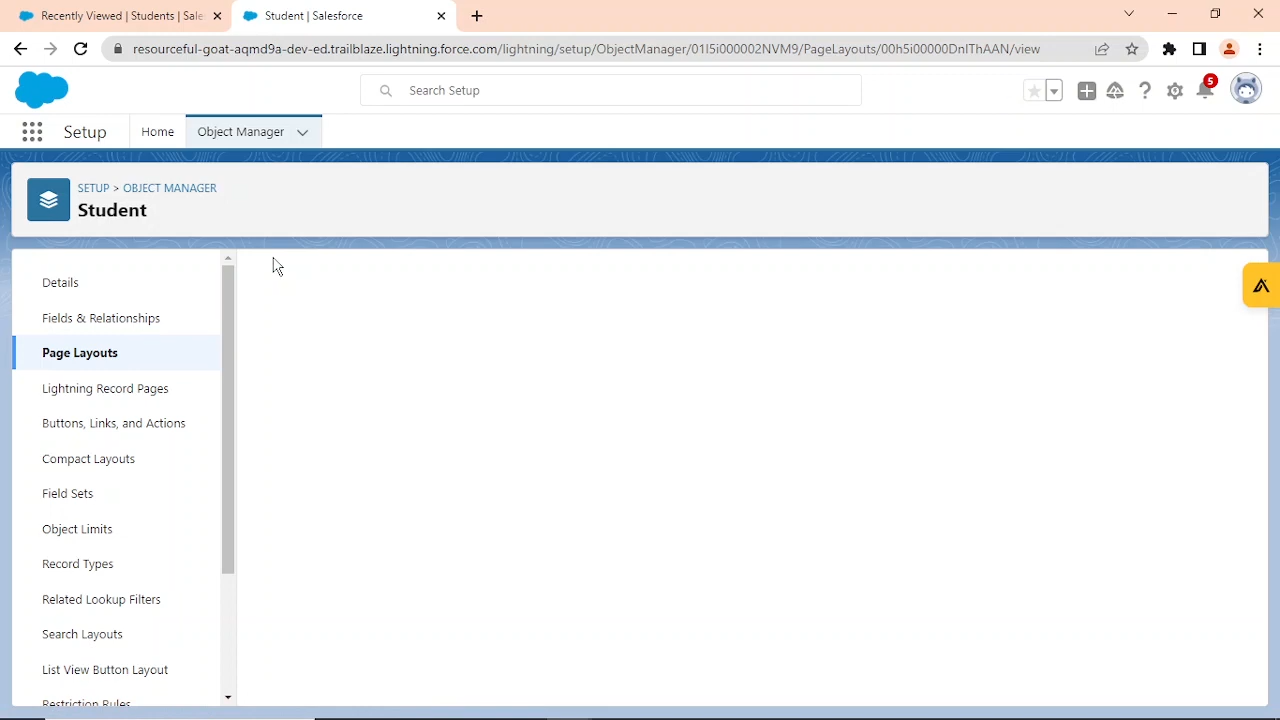 Recently Viewed | Students | Sale
Student | Salesforce
resourceful-goat-aqmd9a-dev-ed.trailblaze.lightning.force.com/lightning/setup/ObjectManager/01I5i000002NVM9/PageLayouts/00h5i00000DnIThAAN/view
Search Setup
5
Setup
Home
Object Manager
SETUP > OBJECT MANAGER
Student
Details
Fields & Relationships
Page Layouts
Lightning Record Pages
Buttons, Links, and Actions
Compact Layouts
Field Sets
Object Limits
Record Types
Related Lookup Filters
Search Layouts
List View Button Layout
Restriction Rules